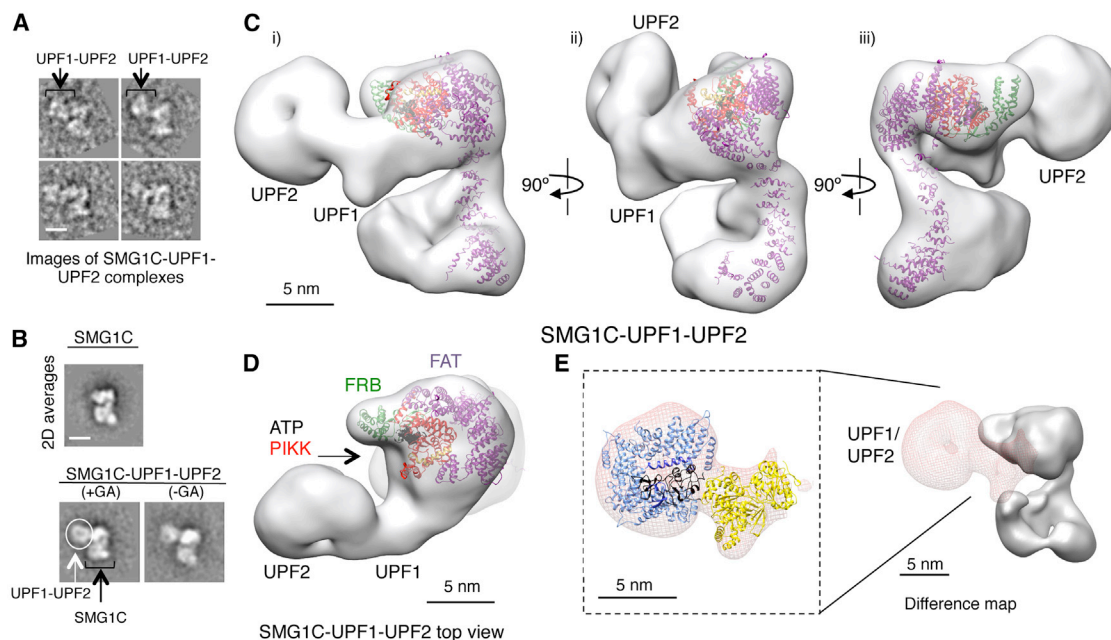 A
UPF1-UPF2 UPF1-UPF2
Images of SMG1C-UPF1-
UPF2 complexes
B
SMG1C
2D averages
SMG1C-UPF1-UPF2
(+GA) (-GA)
UPF1-UPF2
SMG1C
C
i)
UPF2
UPF1
5 nm
90º
ii)
UPF2
UPF1
90º
iii)
UPF2
SMG1C-UPF1-UPF2
D
FAT
FRB
ATP
PIKK
UPF2
UPF1
5 nm
SMG1C-UPF1-UPF2 top view
E
5 nm
UPF1/
UPF2
5 nm
Difference map